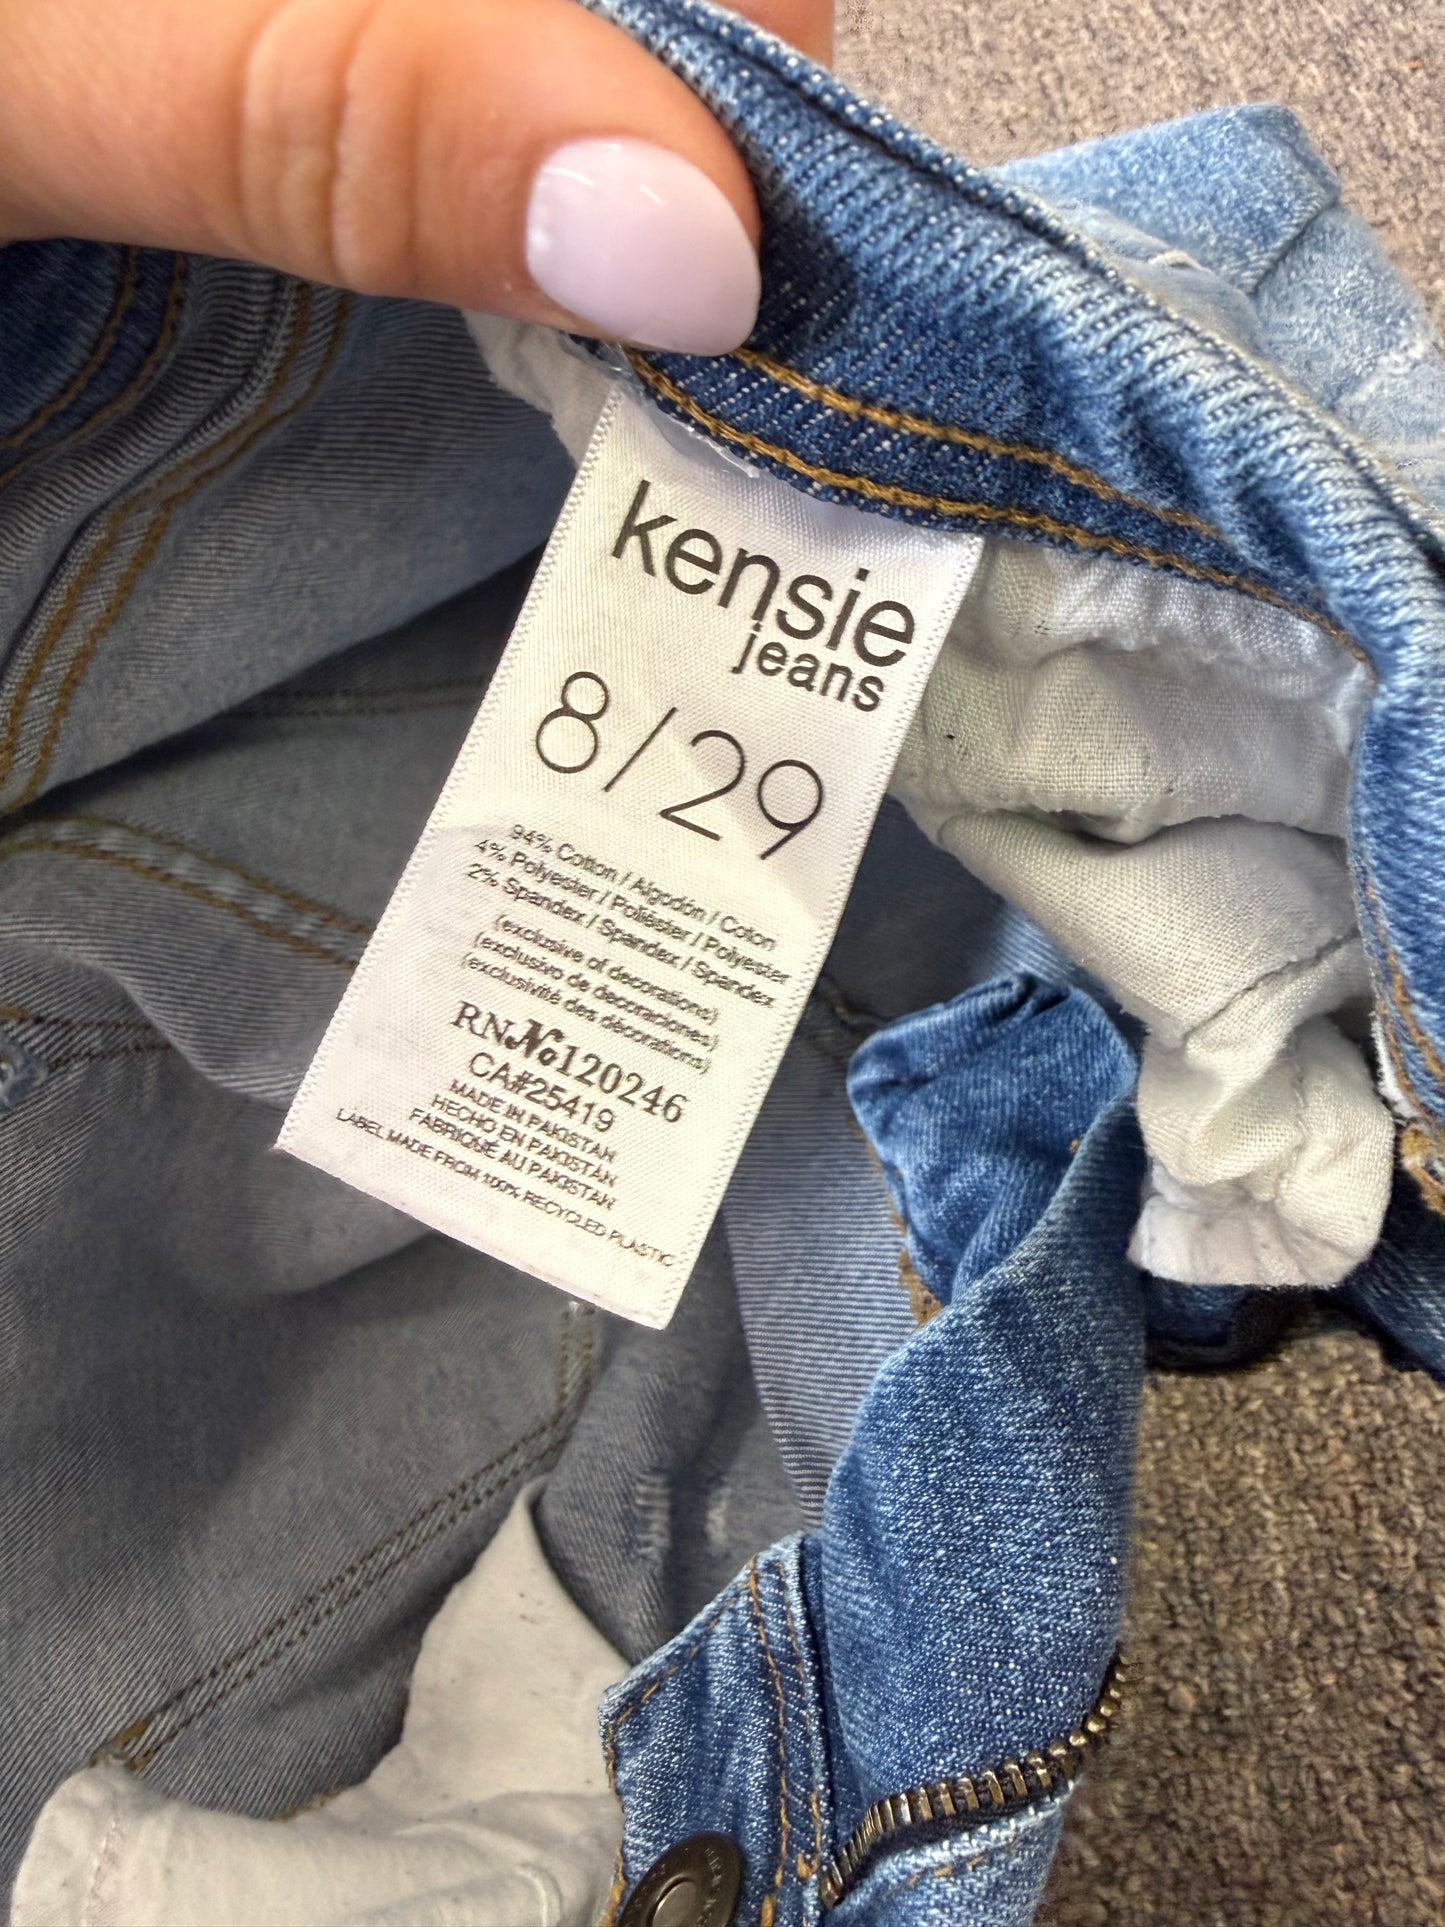 kensie
jeans
8/29
94% Cotton / Algodón / Coton
4% Polyester / Poliéster / Polyester
2% Spandex / Spandex / Spandex
(exclusive of decorations)
(exclusivo de decoraciones)
(exclusivité des décorations)
RN No 120246
CA#25419
MADE IN PAKISTAN
HECHO EN PAKISTAN
FABRIQUÉ AU PAKISTAN
LABEL MADE FROM 100% RECYCLED PLASTIC